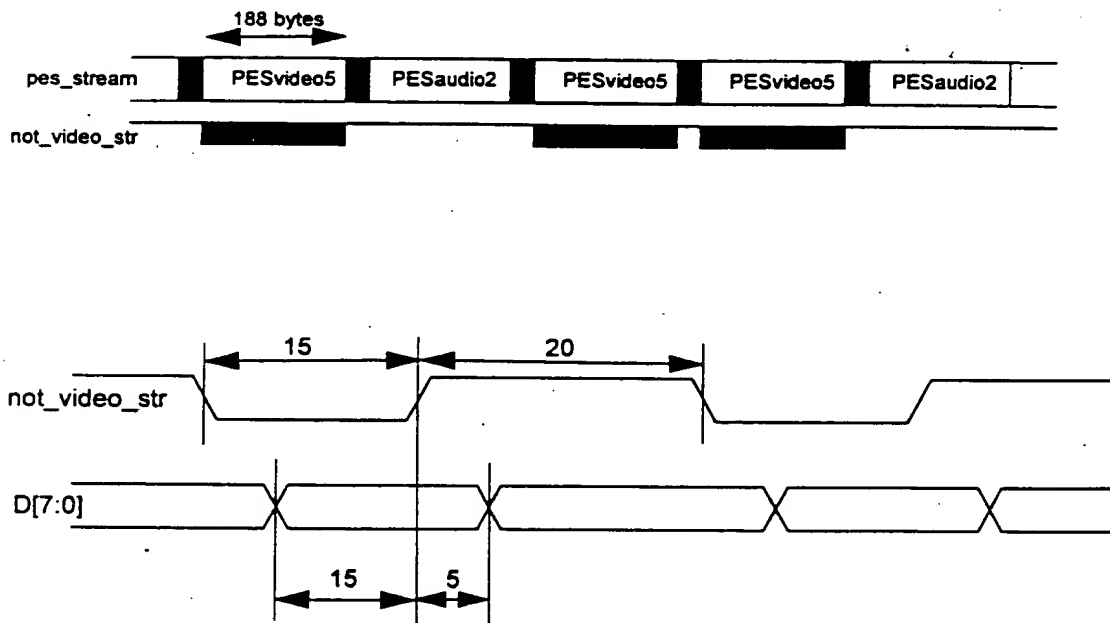 188 bytes
pes_stream PESvideo5 PESaudio2 PESvideo5 PESvideo5 PESaudio2
not_video_str
15 20
not_video_str
D[7:0]
15 5